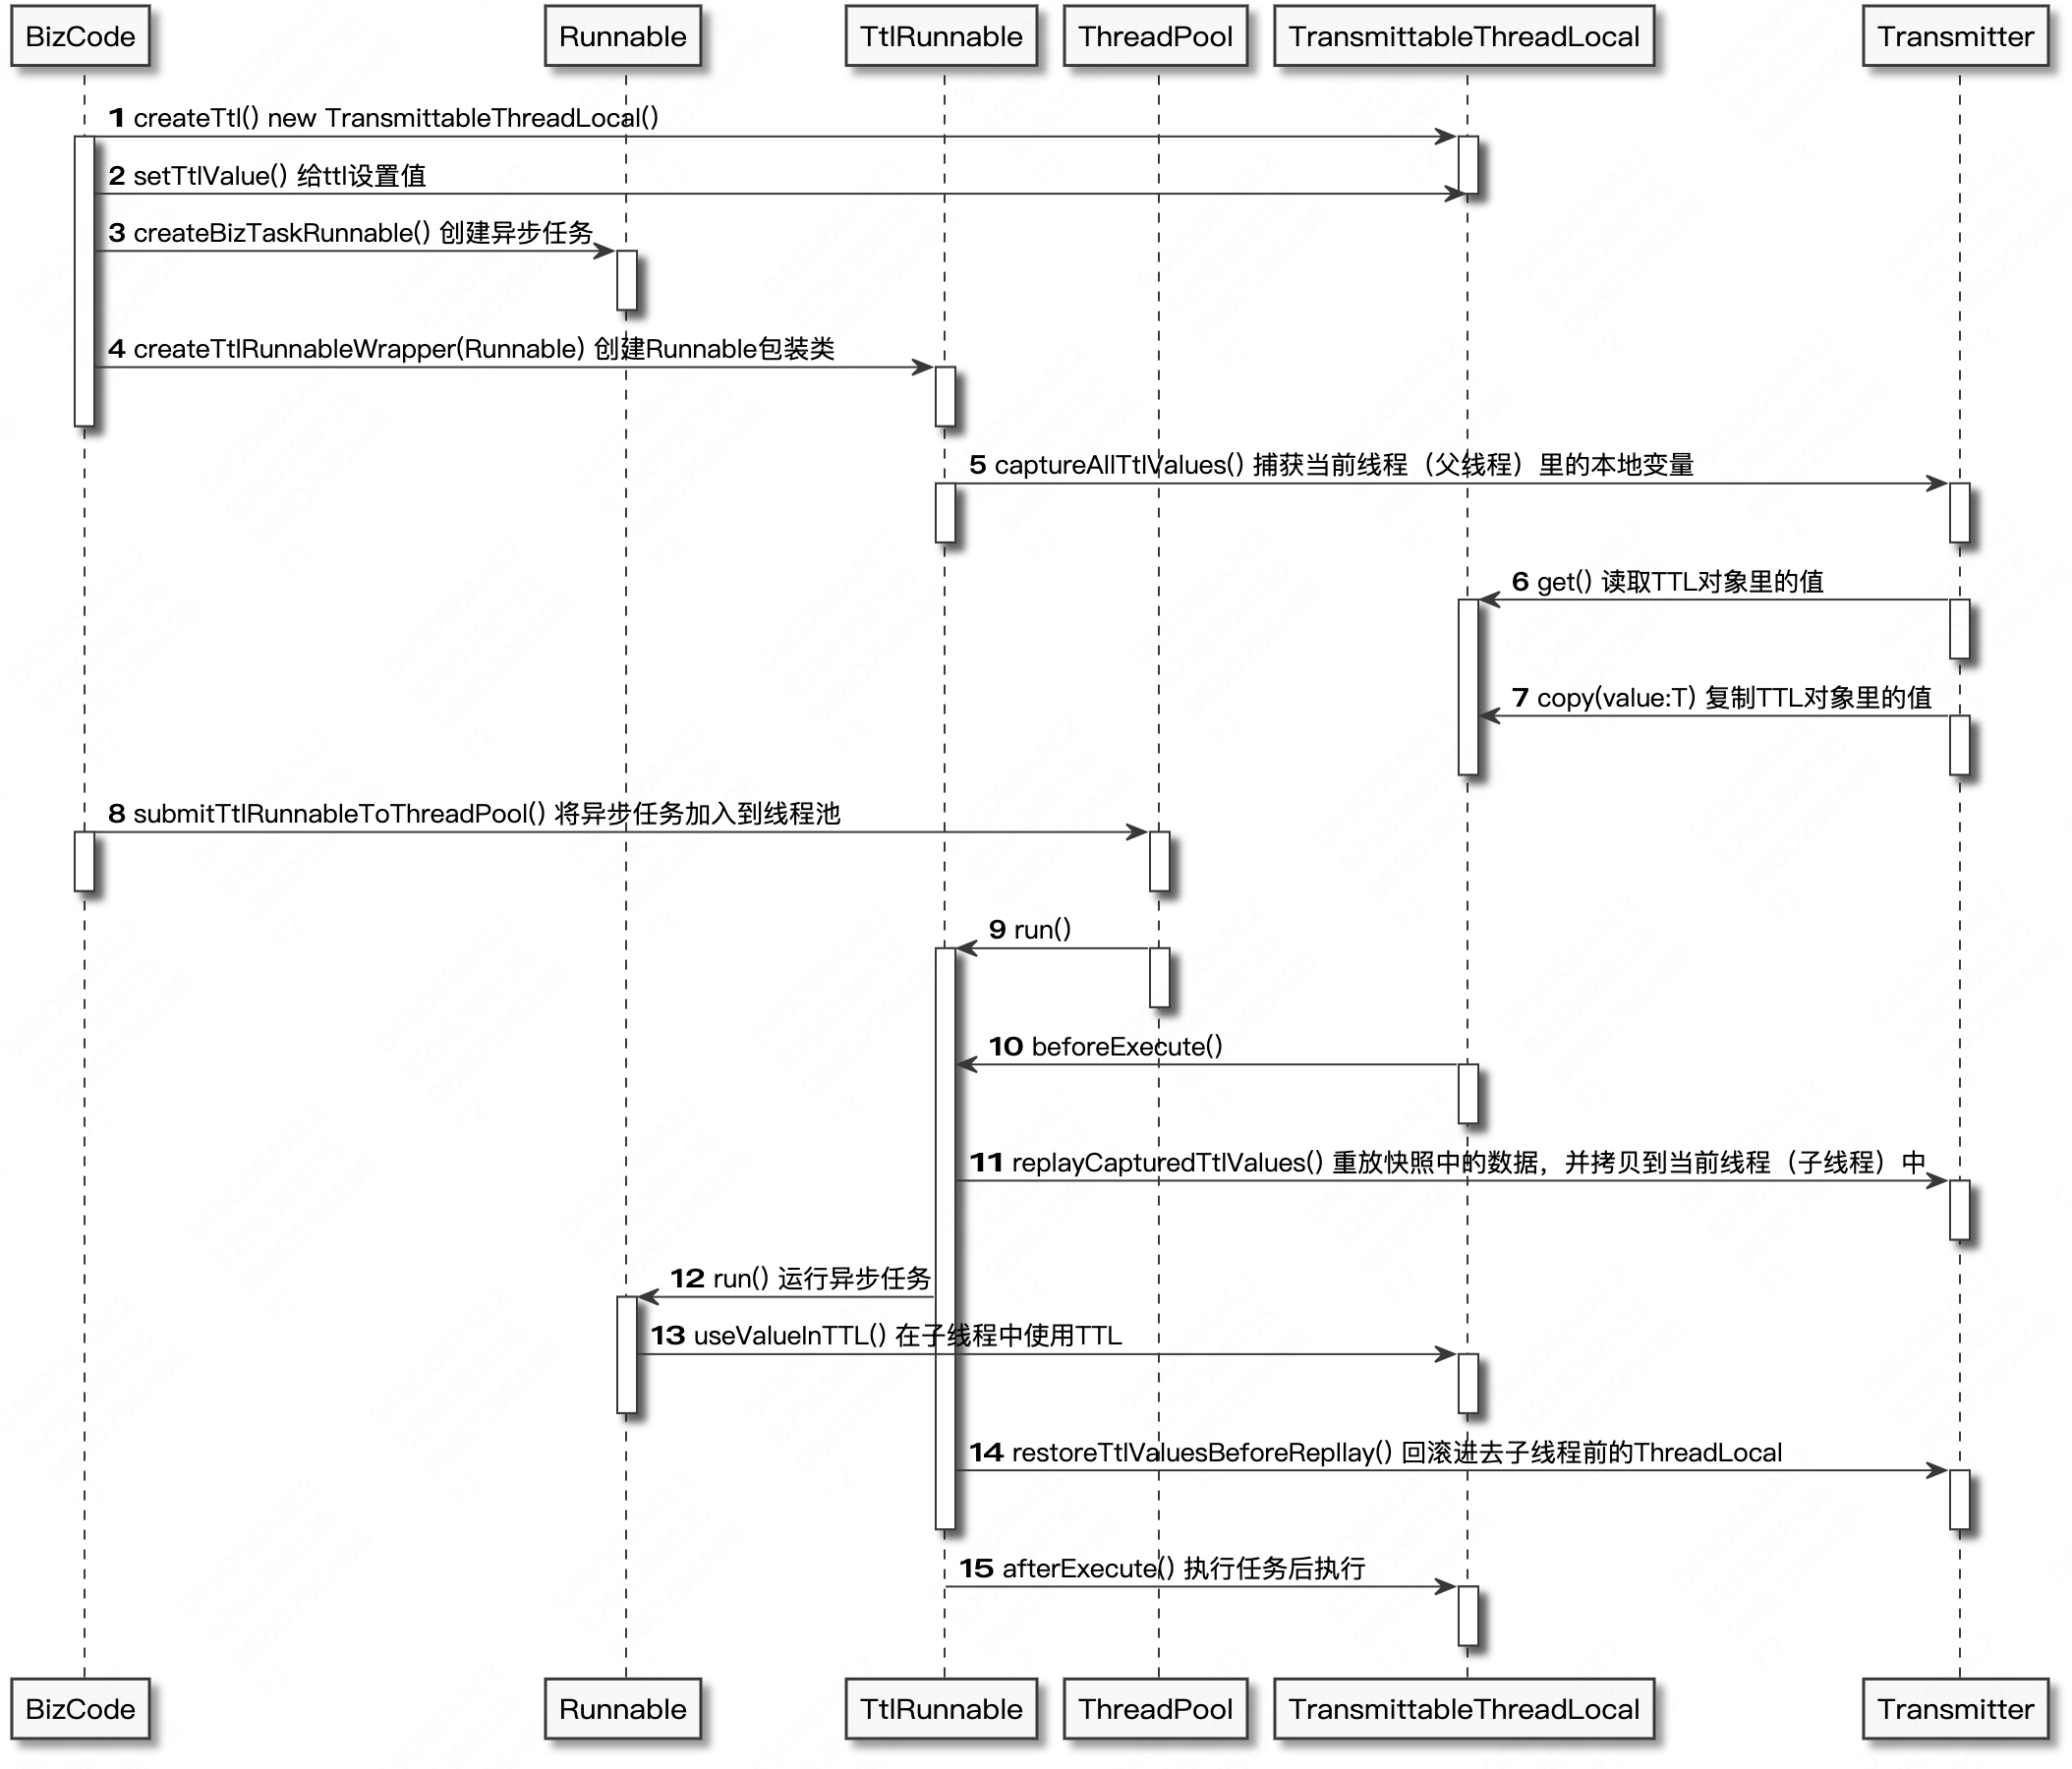 BizCode Runnable TtlRunnable ThreadPool TransmittableThreadLocal Transmitter
1 createTtl() new TransmittableThreadLocal()
2 setTtlValue() 给ttl设置值
3 createBizTaskRunnable() 创建异步任务
4 createTtlRunnableWrapper(Runnable) 创建Runnable包装类
5 captureAllTtlValues() 捕获当前线程（父线程）里的本地变量
6 get() 读取TTL对象里的值
7 copy(value:T) 复制TTL对象里的值
8 submitTtlRunnableToThreadPool() 将异步任务加入到线程池
9 run()
10 beforeExecute()
11 replayCapturedTtlValues() 重放快照中的数据，并拷贝到当前线程（子线程）中
12 run() 运行异步任务
13 useValueInTTL() 在子线程中使用TTL
14 restoreTtlValuesBeforeRepllay() 回滚进去子线程前的ThreadLocal
15 afterExecute() 执行任务后执行
BizCode Runnable TtlRunnable ThreadPool TransmittableThreadLocal Transmitter